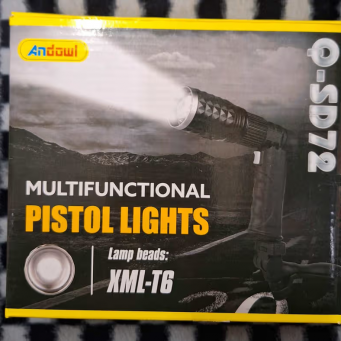 Andowl
Q-SD72
MULTIFUNCTIONAL
PISTOL LIGHTS
Lamp beads:
XML-T6